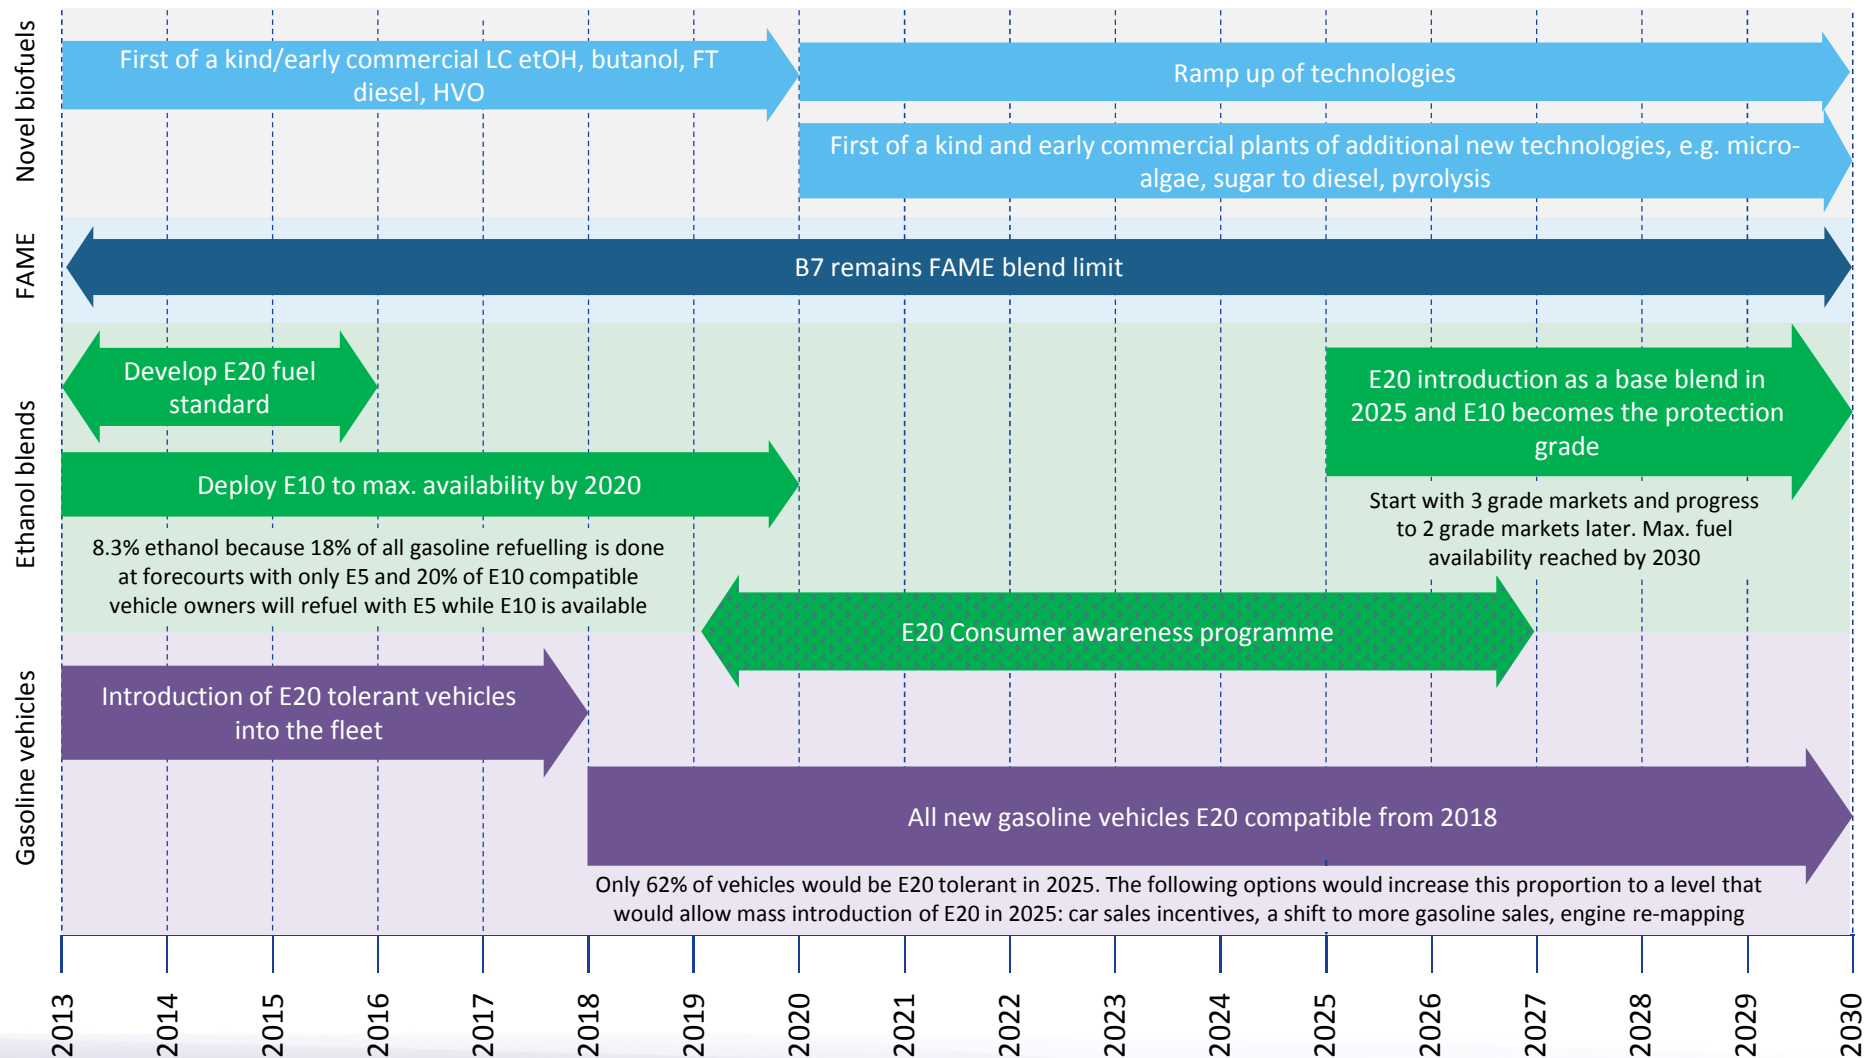 Novel biofuels
First of a kind/early commercial LC etOH, butanol, FT
diesel, HVO
Ramp up of technologies
First of a kind and early commercial plants of additional new technologies, e.g. micro-
algae, sugar to diesel, pyrolysis
FAME
B7 remains FAME blend limit
Ethanol blends
Develop E20 fuel
standard
E20 introduction as a base blend in
2025 and E10 becomes the protection
grade
Deploy E10 to max. availability by 2020
Start with 3 grade markets and progress
to 2 grade markets later. Max. fuel
availability reached by 2030
8.3% ethanol because 18% of all gasoline refuelling is done
at forecourts with only E5 and 20% of E10 compatible
vehicle owners will refuel with E5 while E10 is available
E20 Consumer awareness programme
Gasoline vehicles
Introduction of E20 tolerant vehicles
into the fleet
All new gasoline vehicles E20 compatible from 2018
Only 62% of vehicles would be E20 tolerant in 2025. The following options would increase this proportion to a level that
would allow mass introduction of E20 in 2025: car sales incentives, a shift to more gasoline sales, engine re-mapping
2013
2014
2015
2016
2017
2018
2019
2020
2021
2022
2023
2024
2025
2026
2027
2028
2029
2030